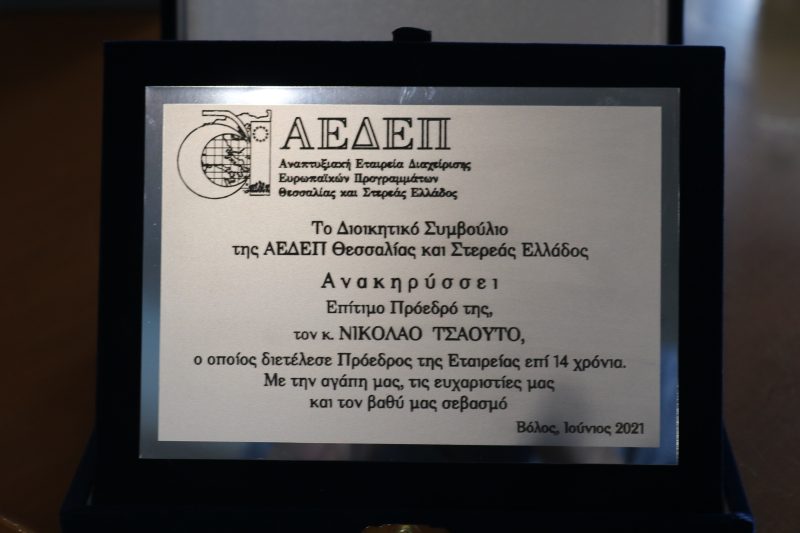 ΑΕΔΕΠ
Αναπτυξιακή Εταιρεία Διαχείρισης
Ευρωπαϊκών Προγραμμάτων
Θεσσαλίας και Στερεάς Ελλάδος
Το Διοικητικό Συμβούλιο
της ΑΕΔΕΠ Θεσσαλίας και Στερεάς Ελλάδος
Ανακηρύσσει
Επίτιμο Πρόεδρό της,
τον κ. ΝΙΚΟΛΑΟ ΤΣΑΟΥΤΟ,
ο οποίος διετέλεσε Πρόεδρος της Εταιρείας επί 14 χρόνια.
Με την αγάπη μας, τις ευχαριστίες μας
και τον βαθύ μας σεβασμό
Βόλος, Ιούνιος 2021